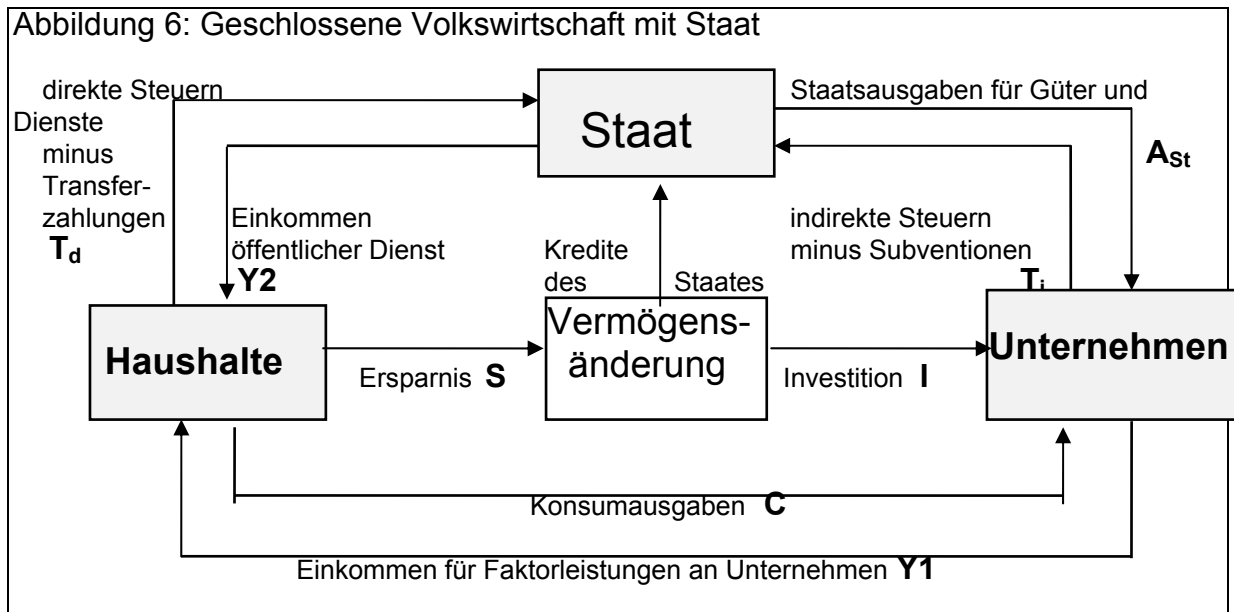 Abbildung 6: Geschlossene Volkswirtschaft mit Staat
direkte Steuern
Staatsausgaben für Güter und
Dienste
minus
Transfer-
zahlungen
Td
Staat
ASt
Einkommen
öffentlicher Dienst
Y2
Kredite
des Staates
indirekte Steuern
minus Subventionen
Ti
Haushalte
Vermögens-
änderung
Unternehmen
Ersparnis S
Investition I
Konsumausgaben C
Einkommen für Faktorleistungen an Unternehmen Y1